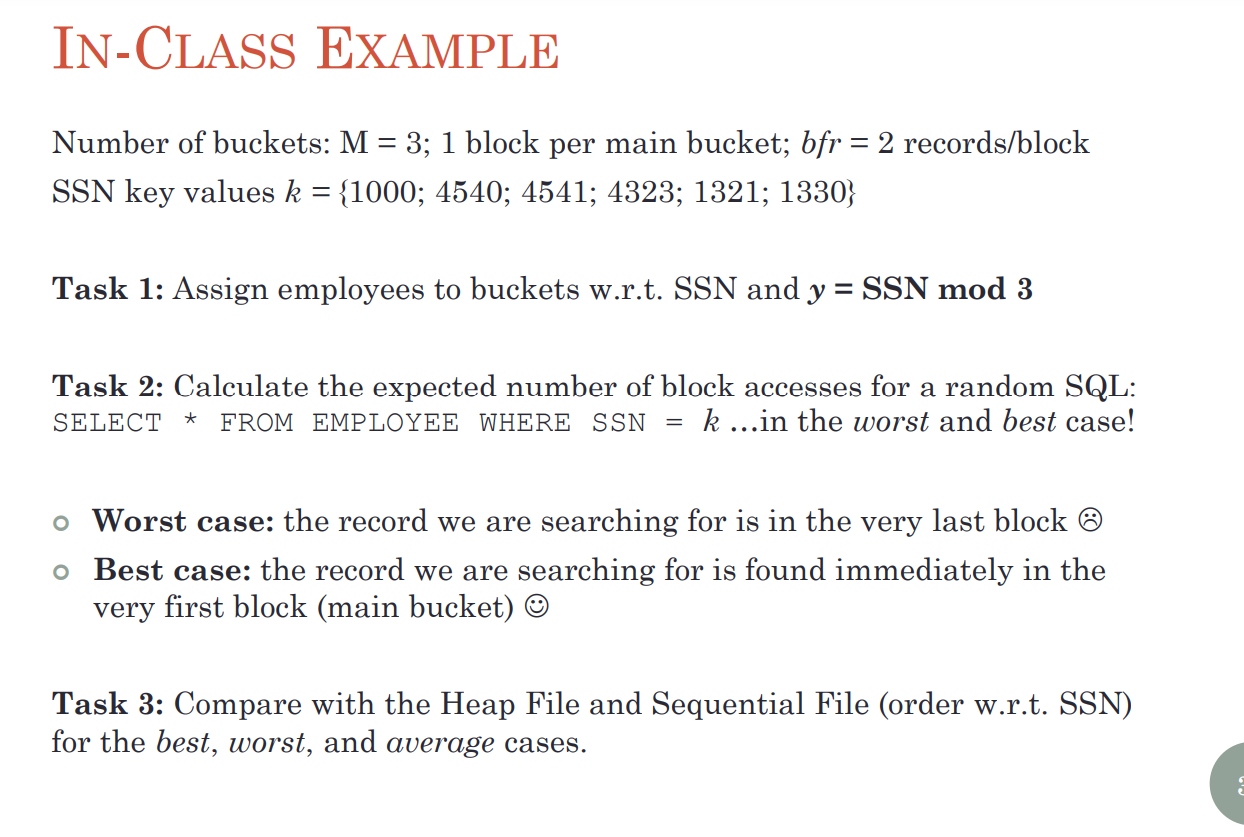 IN-CLASS EXAMPLE
Number of buckets: M = 3; 1 block per main bucket; bfr = 2 records/block
SSN key values k = {1000; 4540; 4541; 4323; 1321; 1330}
Task 1: Assign employees to buckets w.r.t. SSN and y = SSN mod 3
Task 2: Calculate the expected number of block accesses for a random SQL:
SELECT * FROM EMPLOYEE WHERE SSN = k ...in the worst and best case!
Worst case: the record we are searching for is in the very last block ☹
Best case: the record we are searching for is found immediately in the
very first block (main bucket) ☺
Task 3: Compare with the Heap File and Sequential File (order w.r.t. SSN)
for the best, worst, and average cases.